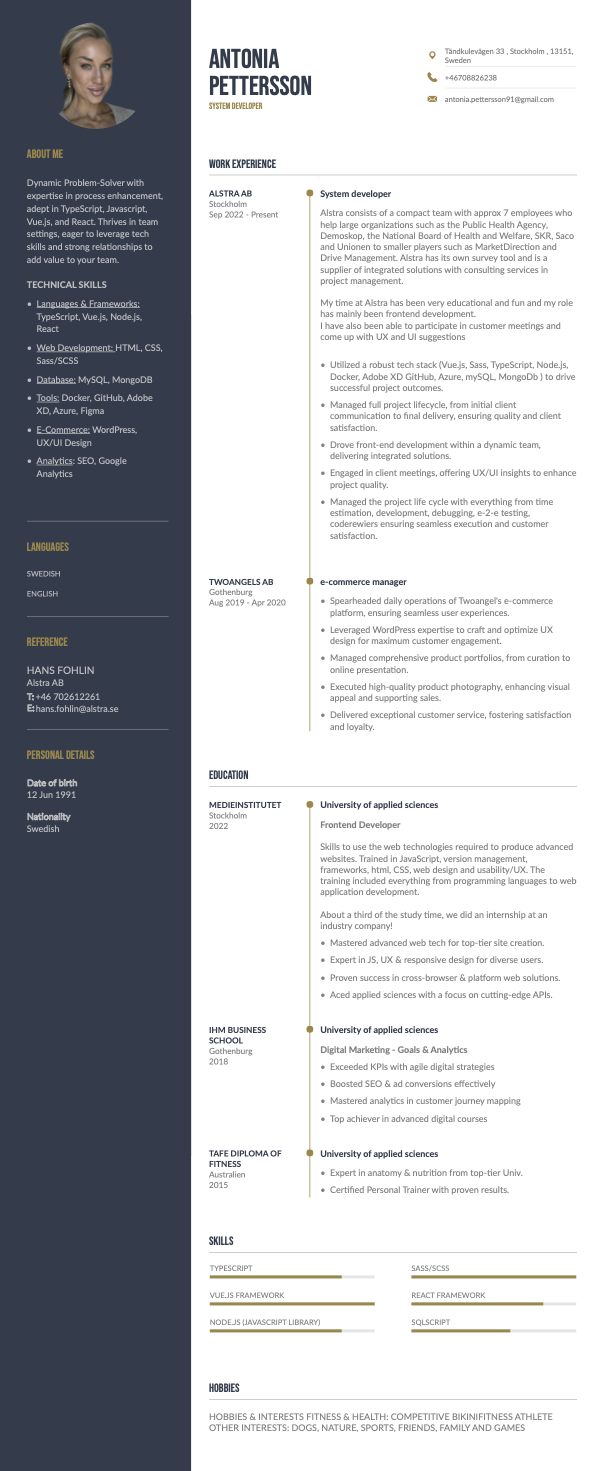 ANTONIA
PETTERSSON
SYSTEM DEVELOPER
Tändkulevägen 33 , Stockholm , 13151,
Sweden
+46708826238
antonia.pettersson91@gmail.com
ABOUT ME
Dynamic Problem-Solver with
expertise in process enhancement,
adept in TypeScript, Javascript,
Vue.js, and React. Thrives in team
settings, eager to leverage tech
skills and strong relationships to
add value to your team.
TECHNICAL SKILLS
• Languages & Frameworks:
TypeScript, Vue.js, Node.js,
React
• Web Development: HTML, CSS,
Sass/SCSS
• Database: MySQL, MongoDB
• Tools: Docker, GitHub, Adobe
XD, Azure, Figma
• E-Commerce: WordPress,
UX/UI Design
• Analytics: SEO, Google
Analytics
LANGUAGES
SWEDISH
ENGLISH
REFERENCE
HANS FOHLIN
Alstra AB
T: +46 702612261
E: hans.fohlin@alstra.se
PERSONAL DETAILS
Date of birth
12 Jun 1991
Nationality
Swedish
WORK EXPERIENCE
ALSTRA AB
Stockholm
Sep 2022 - Present
System developer
Alstra consists of a compact team with approx 7 employees who
help large organizations such as the Public Health Agency,
Demoskop, the National Board of Health and Welfare, SKR, Saco
and Unionen to smaller players such as MarketDirection and
Drive Management. Alstra has its own survey tool and is a
supplier of integrated solutions with consulting services in
project management.
My time at Alstra has been very educational and fun and my role
has mainly been frontend development.
I have also been able to participate in customer meetings and
come up with UX and UI suggestions
• Utilized a robust tech stack (Vue.js, Sass, TypeScript, Node.js,
Docker, Adobe XD GitHub, Azure, mySQL, MongoDb ) to drive
successful project outcomes.
• Managed full project lifecycle, from initial client
communication to final delivery, ensuring quality and client
satisfaction.
• Drove front-end development within a dynamic team,
delivering integrated solutions.
• Engaged in client meetings, offering UX/UI insights to enhance
project quality.
• Managed the project life cycle with everything from time
estimation, development, debugging, e-2-e testing,
coderewiers ensuring seamless execution and customer
satisfaction.
TWOANGELS AB
Gothenburg
Aug 2019 - Apr 2020
e-commerce manager
• Spearheaded daily operations of Twoangel's e-commerce
platform, ensuring seamless user experiences.
• Leveraged WordPress expertise to craft and optimize UX
design for maximum customer engagement.
• Managed comprehensive product portfolios, from curation to
online presentation.
• Executed high-quality product photography, enhancing visual
appeal and supporting sales.
• Delivered exceptional customer service, fostering satisfaction
and loyalty.
EDUCATION
MEDIEINSTITUTET
Stockholm
2022
University of applied sciences
Frontend Developer
Skills to use the web technologies required to produce advanced
websites. Trained in JavaScript, version management,
frameworks, html, CSS, web design and usability/UX. The
training included everything from programming languages to web
application development.
About a third of the study time, we did an internship at an
industry company!
• Mastered advanced web tech for top-tier site creation.
• Expert in JS, UX & responsive design for diverse users.
• Proven success in cross-browser & platform web solutions.
• Aced applied sciences with a focus on cutting-edge APIs.
IHM BUSINESS
SCHOOL
Gothenburg
2018
University of applied sciences
Digital Marketing - Goals & Analytics
• Exceeded KPIs with agile digital strategies
• Boosted SEO & ad conversions effectively
• Mastered analytics in customer journey mapping
• Top achiever in advanced digital courses
TAFE DIPLOMA OF
FITNESS
Australien
2015
University of applied sciences
• Expert in anatomy & nutrition from top-tier Univ.
• Certified Personal Trainer with proven results.
SKILLS
TYPESCRIPT
SASS/SCSS
VUE.JS FRAMEWORK
REACT FRAMEWORK
NODE.JS (JAVASCRIPT LIBRARY)
SQLSCRIPT
HOBBIES
HOBBIES & INTERESTS FITNESS & HEALTH: COMPETITIVE BIKINIFITNESS ATHLETE
OTHER INTERESTS: DOGS, NATURE, SPORTS, FRIENDS, FAMILY AND GAMES